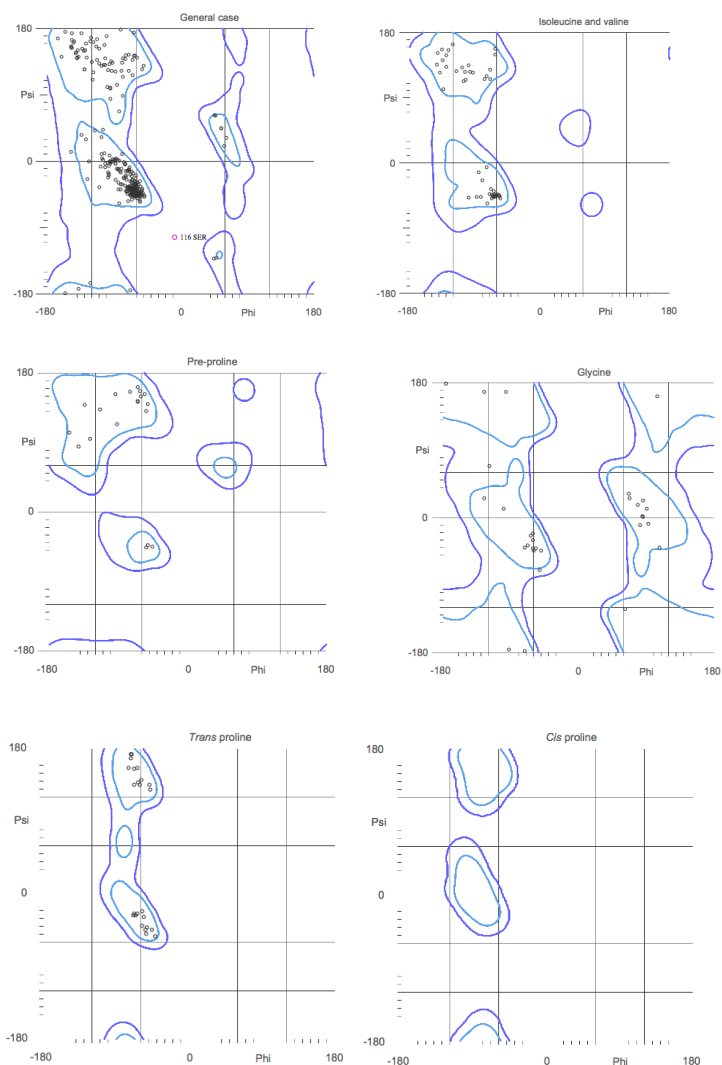 General case
180
Psi
0
116 SER
-180
-180
0
Phi
180
Isoleucine and valine
180
Psi
0
-180
-180
0
Phi
180
Pre-proline
180
Psi
0
-180
-180
0
Phi
180
Glycine
180
Psi
0
-180
-180
0
Phi
180
Trans proline
180
Psi
0
-180
-180
0
Phi
180
Cis proline
180
Psi
0
-180
-180
0
Phi
180